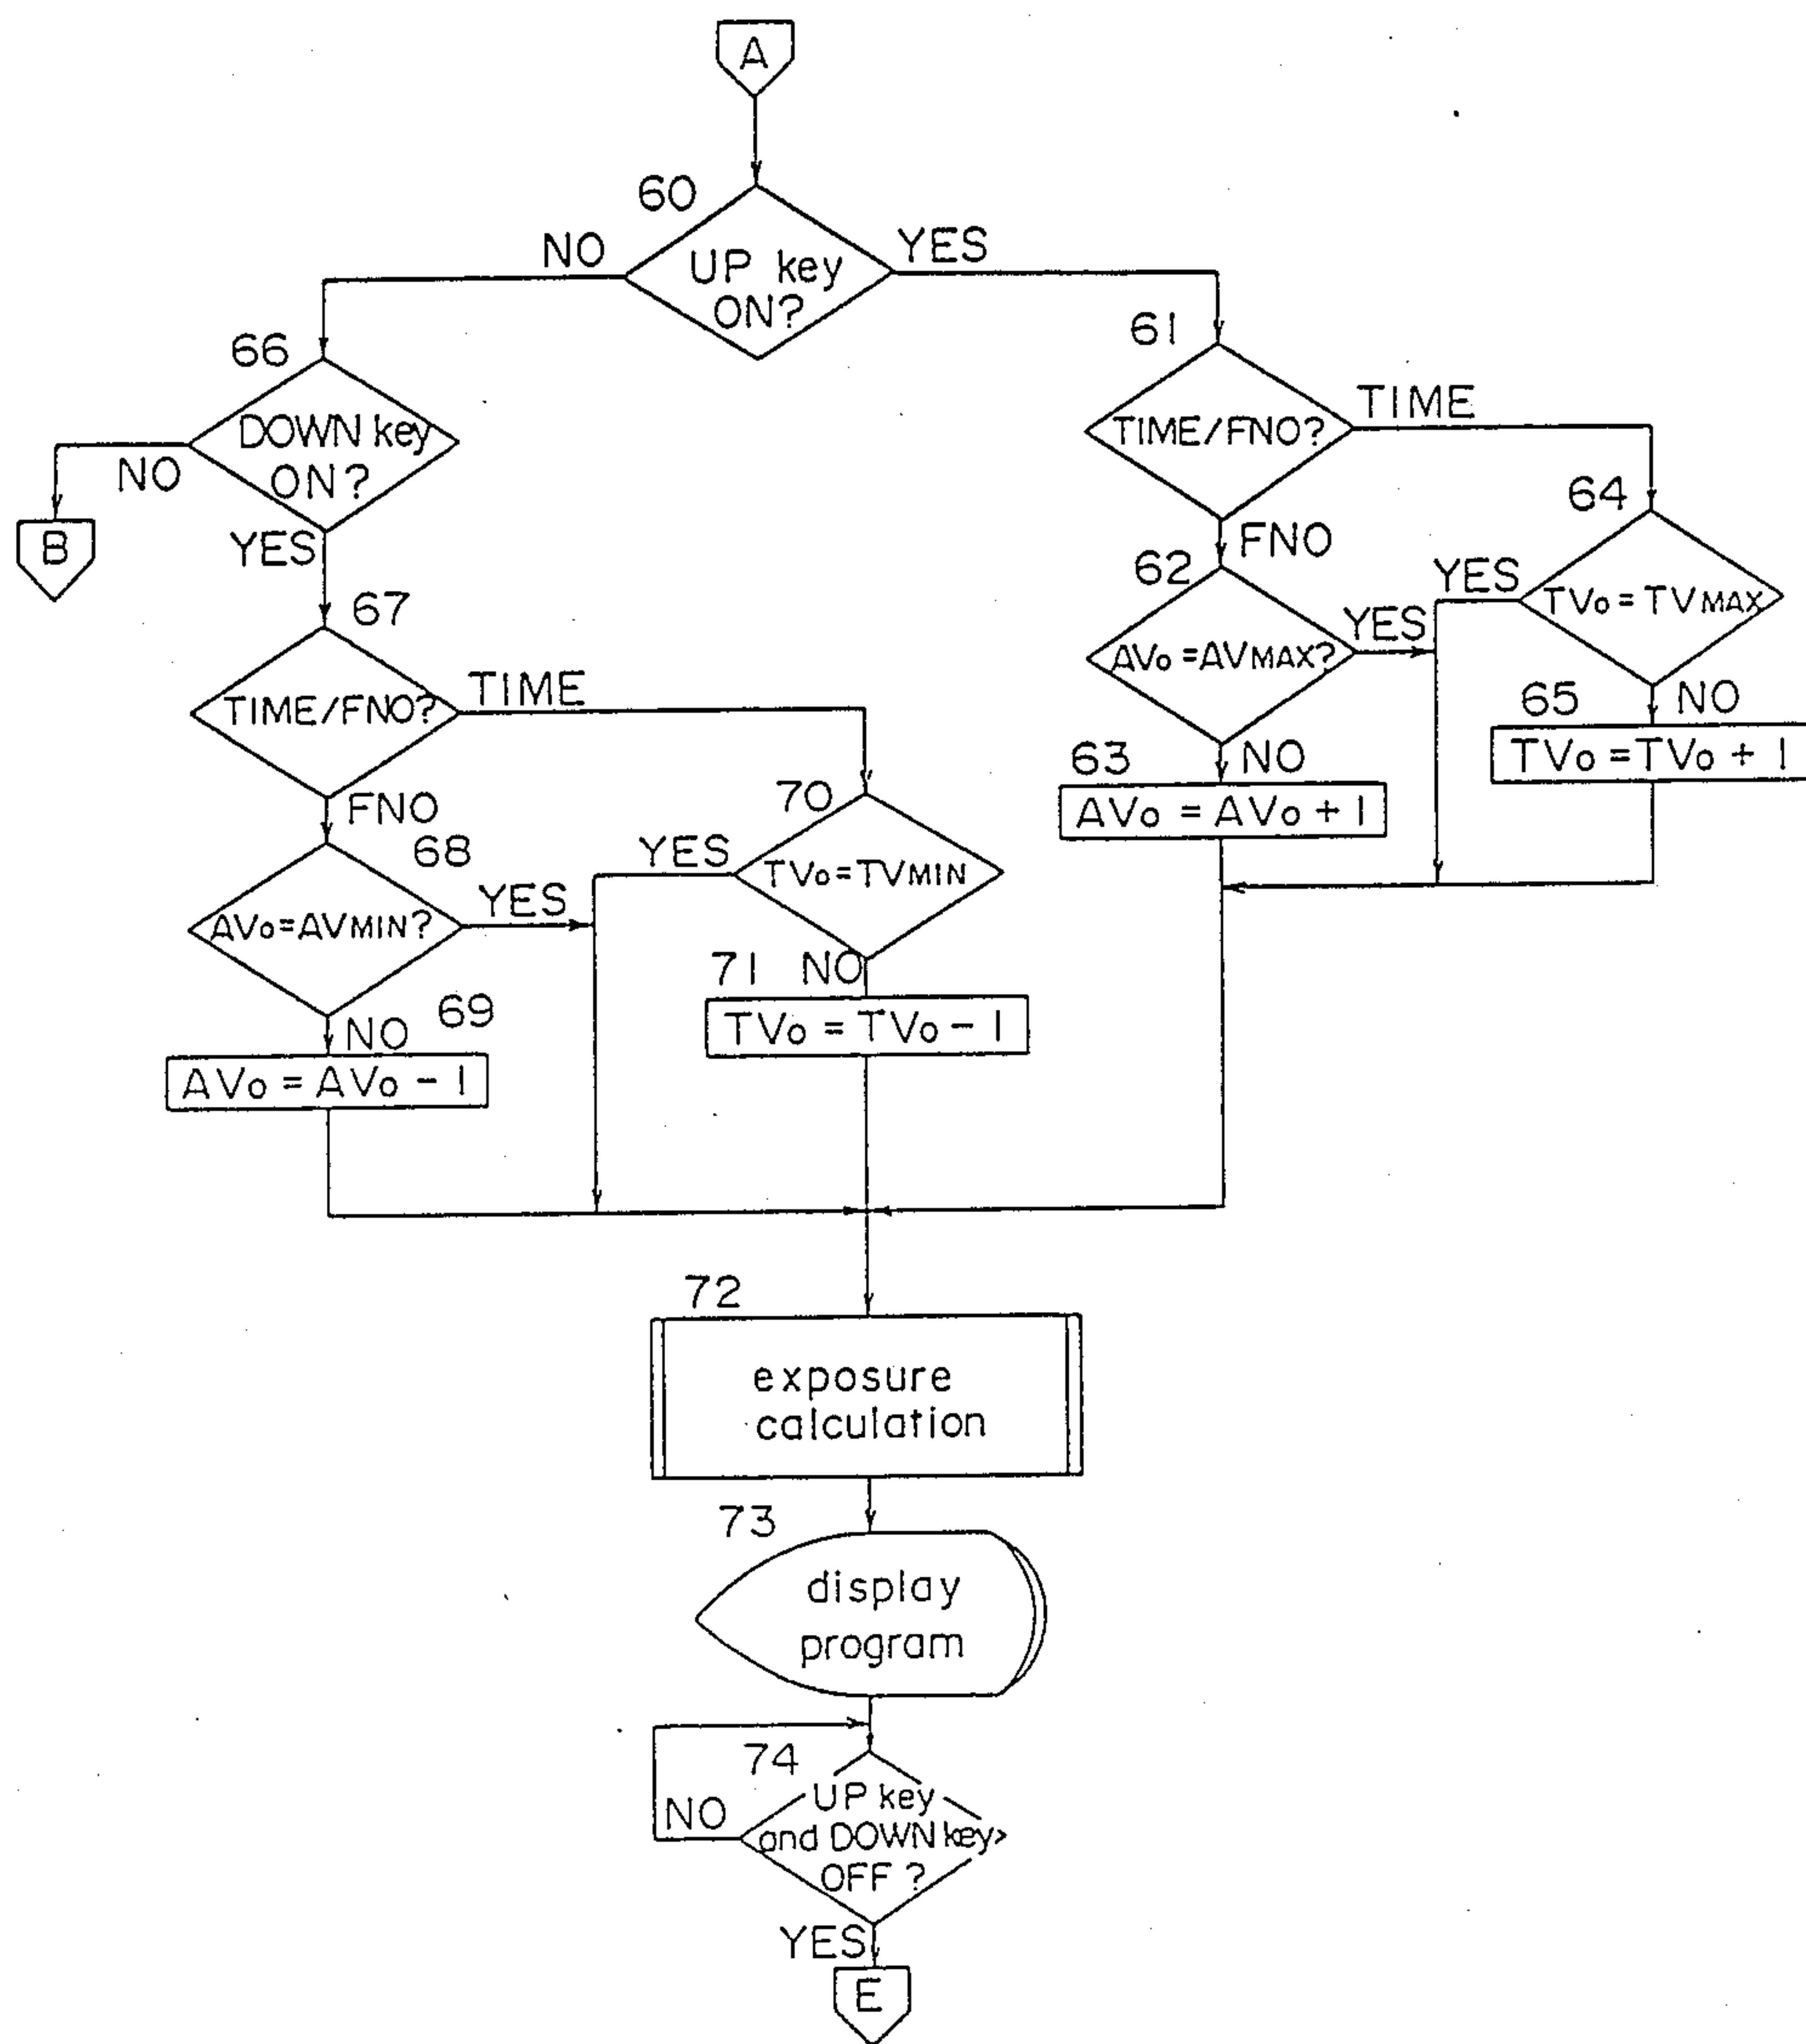 A
60
NO
YES
UP key
ON?
66
61
DOWN key
ON?
NO
B
YES
TIME/FNO?
TIME
64
FNO
62
YES
TVo = TVMAX
YES
AVo = AVMAX?
65
NO
TVo = TVo + 1
63
NO
AVo = AVo + 1
67
TIME/FNO?
TIME
70
FNO
68
YES
TVo = TVMIN
YES
AVo = AVMIN?
71
NO
TVo = TVo - 1
69
NO
AVo = AVo - 1
72
exposure
calculation
73
display
program
74
UP key
and DOWN key
OFF ?
NO
YES
E